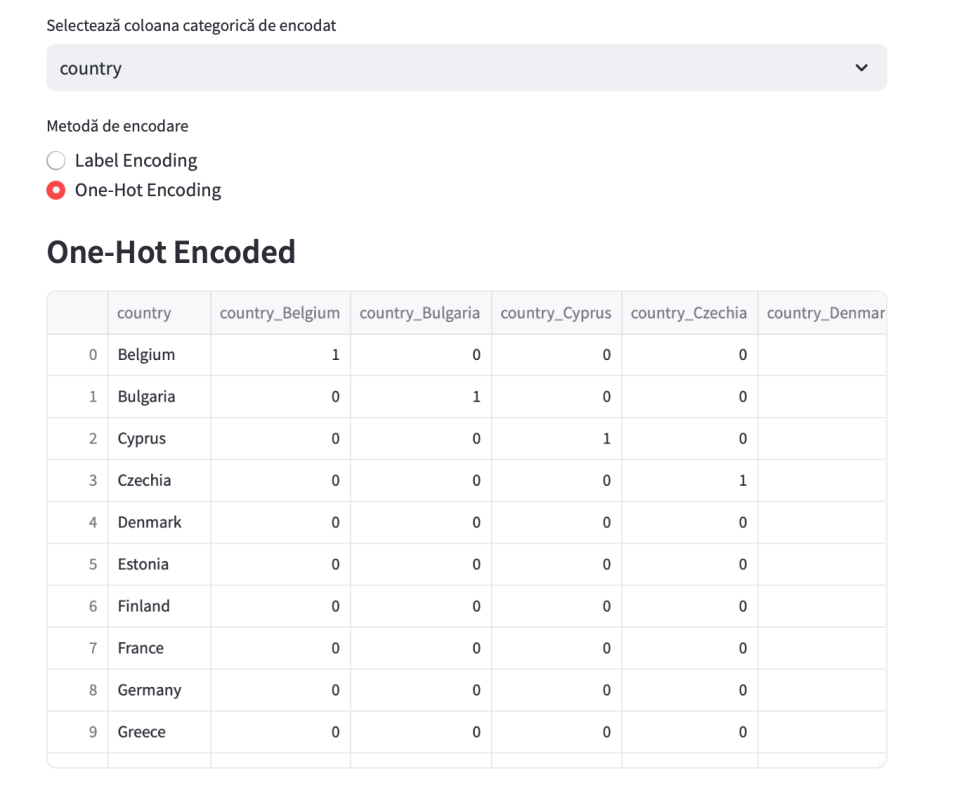 Selectează coloana categorică de encodat
country
Metodă de encodare
Label Encoding
One-Hot Encoding
One-Hot Encoded
country country_Belgium country_Bulgaria country_Cyprus country_Czechia country_Denmar
0 Belgium 1 0 0 0
1 Bulgaria 0 1 0 0
2 Cyprus 0 0 1 0
3 Czechia 0 0 0 1
4 Denmark 0 0 0 0
5 Estonia 0 0 0 0
6 Finland 0 0 0 0
7 France 0 0 0 0
8 Germany 0 0 0 0
9 Greece 0 0 0 0